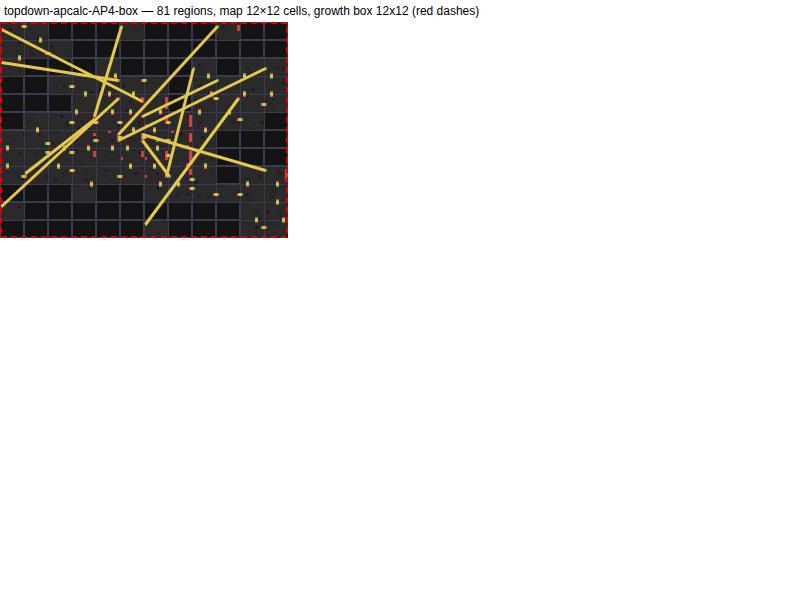 topdown-apcalc-AP4-box — 81 regions, map 12×12 cells, growth box 12x12 (red dashes)